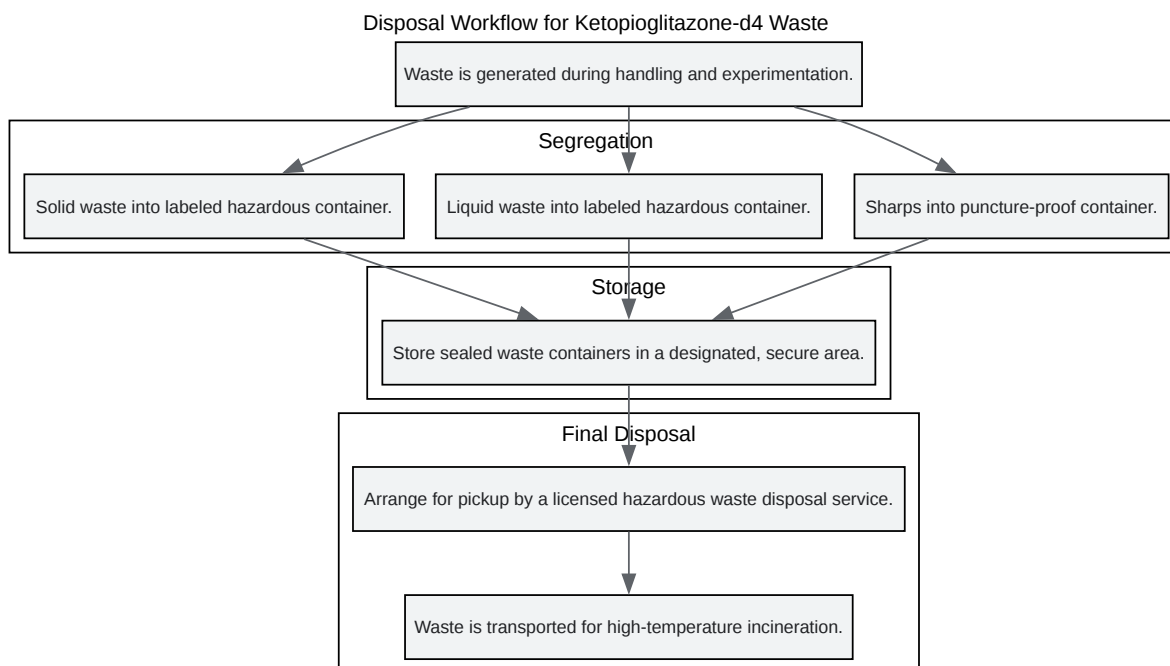 Disposal Workflow for Ketopioglitazone-d4 Waste
Waste is generated during handling and experimentation.
Segregation
Solid waste into labeled hazardous container.
Liquid waste into labeled hazardous container.
Sharps into puncture-proof container.
Storage
Store sealed waste containers in a designated, secure area.
Final Disposal
Arrange for pickup by a licensed hazardous waste disposal service.
Waste is transported for high-temperature incineration.